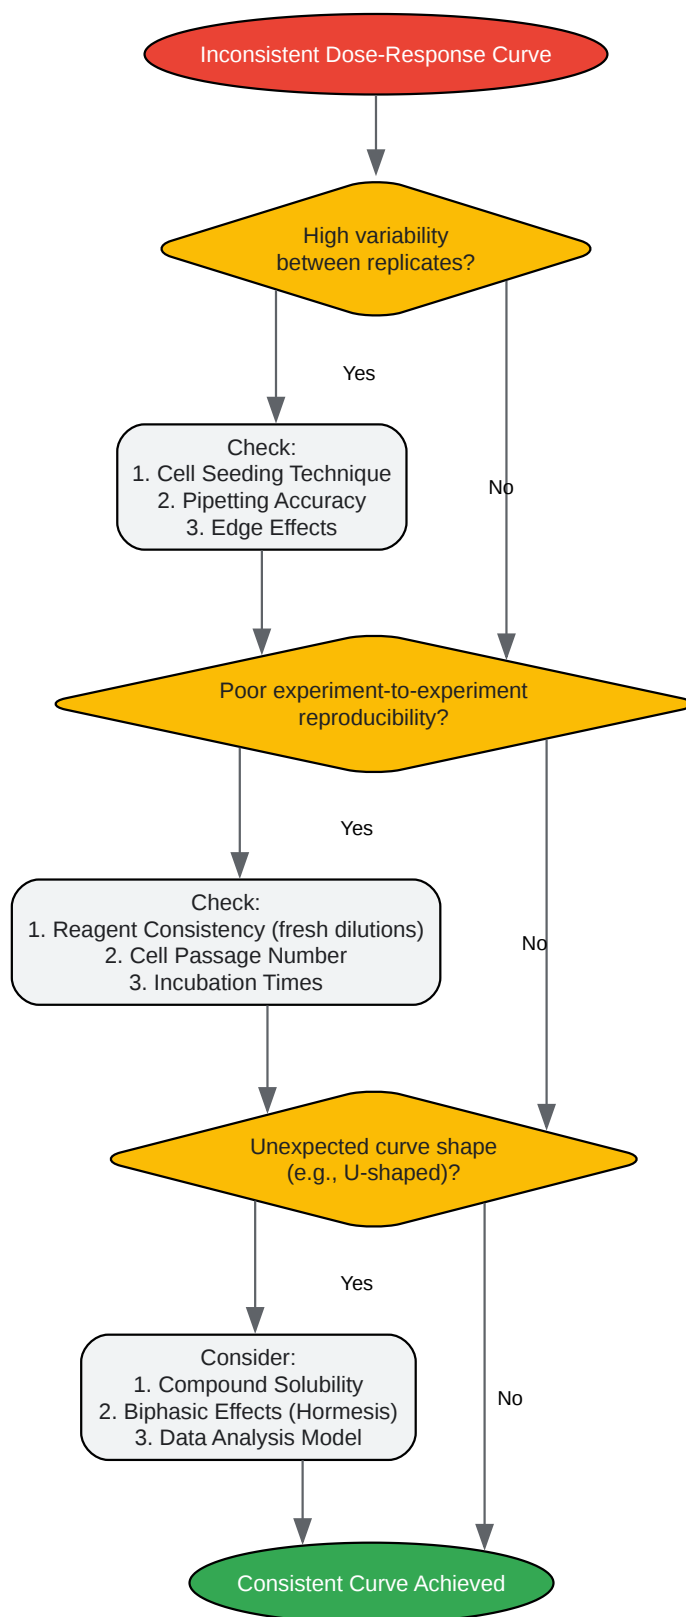 Inconsistent Dose-Response Curve
High variability
between replicates?
Yes
Check:
1. Cell Seeding Technique
2. Pipetting Accuracy
3. Edge Effects
No
Poor experiment-to-experiment
reproducibility?
Yes
Check:
1. Reagent Consistency (fresh dilutions)
2. Cell Passage Number
3. Incubation Times
No
Unexpected curve shape
(e.g., U-shaped)?
Yes
Consider:
1. Compound Solubility
2. Biphasic Effects (Hormesis)
3. Data Analysis Model
No
Consistent Curve Achieved